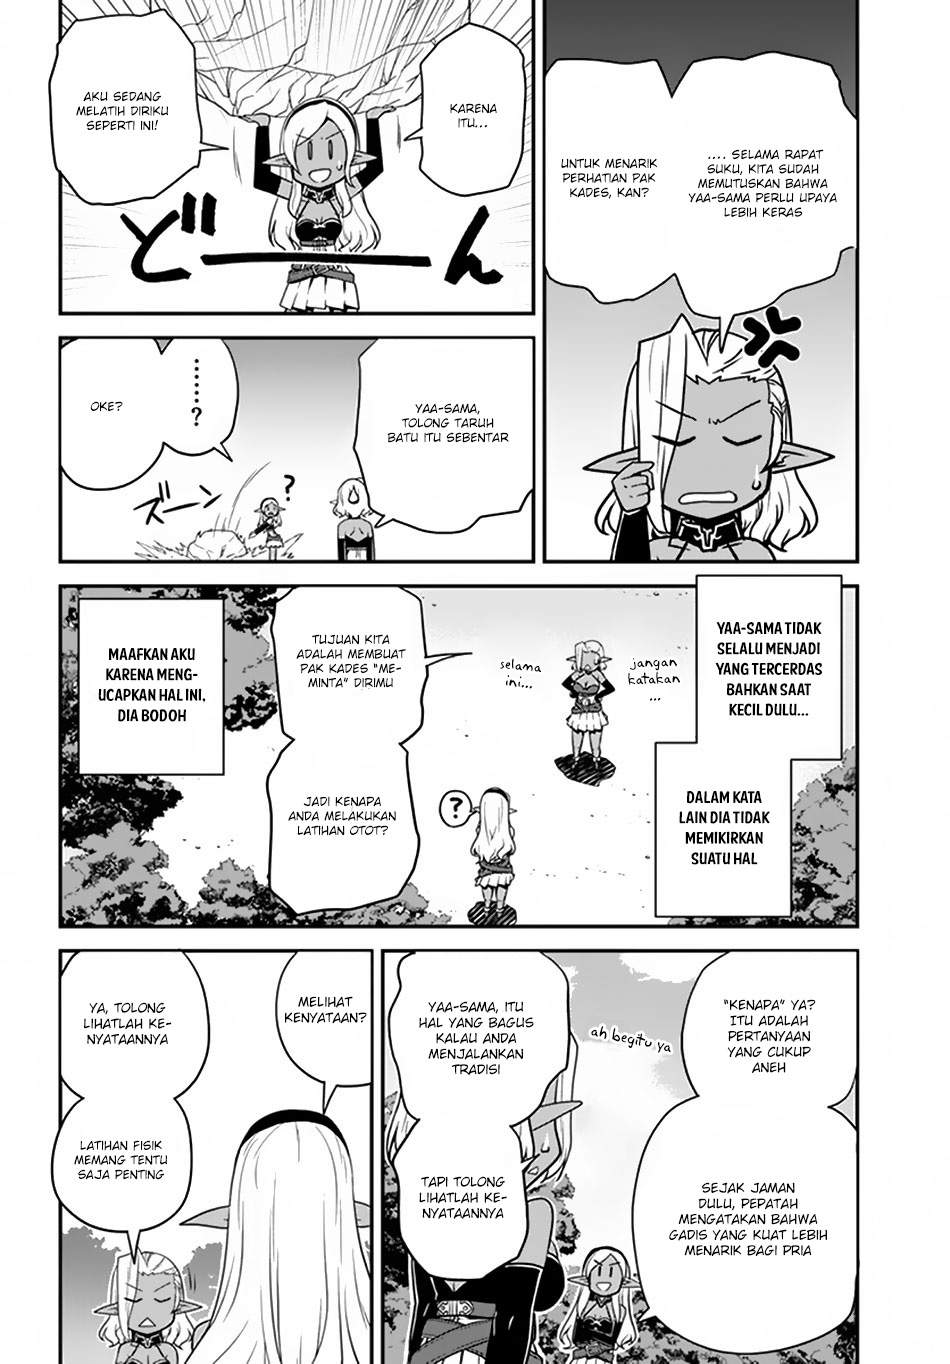 .... SELAMA RAPAT
SUKU, KITA SUDAH
MEMUTUSKAN BAHWA
YAA-SAMA PERLU UPAYA
LEBIH KERAS
UNTUK MENARIK
PERHATIAN PAK
KADES, KAN?
KARENA
ITU...
AKU SEDANG
MELATIH DIRIKU
SEPERTI INI!
どーん
YAA-SAMA,
TOLONG TARUH
BATU ITU SEBENTAR
......?
OKE?
?
ズーン
YAA-SAMA TIDAK
SELALU MENJADI
YANG TERCERDAS
BAHKAN SAAT
KECIL DULU...
DALAM KATA
LAIN DIA TIDAK
MEMIKIRKAN
SUATU HAL
jangan
katakan
...
selama
ini...
?
TUJUAN KITA
ADALAH MEMBUAT
PAK KADES "ME-
MINTA" DIRIMU
JADI KENAPA
ANDA MELAKUKAN
LATIHAN OTOT?
MAAFKAN AKU
KARENA MENG-
UCAPKAN HAL INI,
DIA BODOH
"KENAPA" YA?
ITU ADALAH
PERTANYAAN
YANG CUKUP
ANEH
SEJAK JAMAN
DULU, PEPATAH
MENGATAKAN BAHWA
GADIS YANG KUAT LEBIH
MENARIK BAGI PRIA
ah begitu ya
YAA-SAMA, ITU
HAL YANG BAGUS
KALAU ANDA
MENJALANKAN
TRADISI
TAPI TOLONG
LIHATLAH KE-
NYATAANNYA
MELIHAT
KENYATAAN?
YA, TOLONG
LIHATLAH KE-
NYATAANNYA
LATIHAN FISIK
MEMANG TENTU
SAJA PENTING